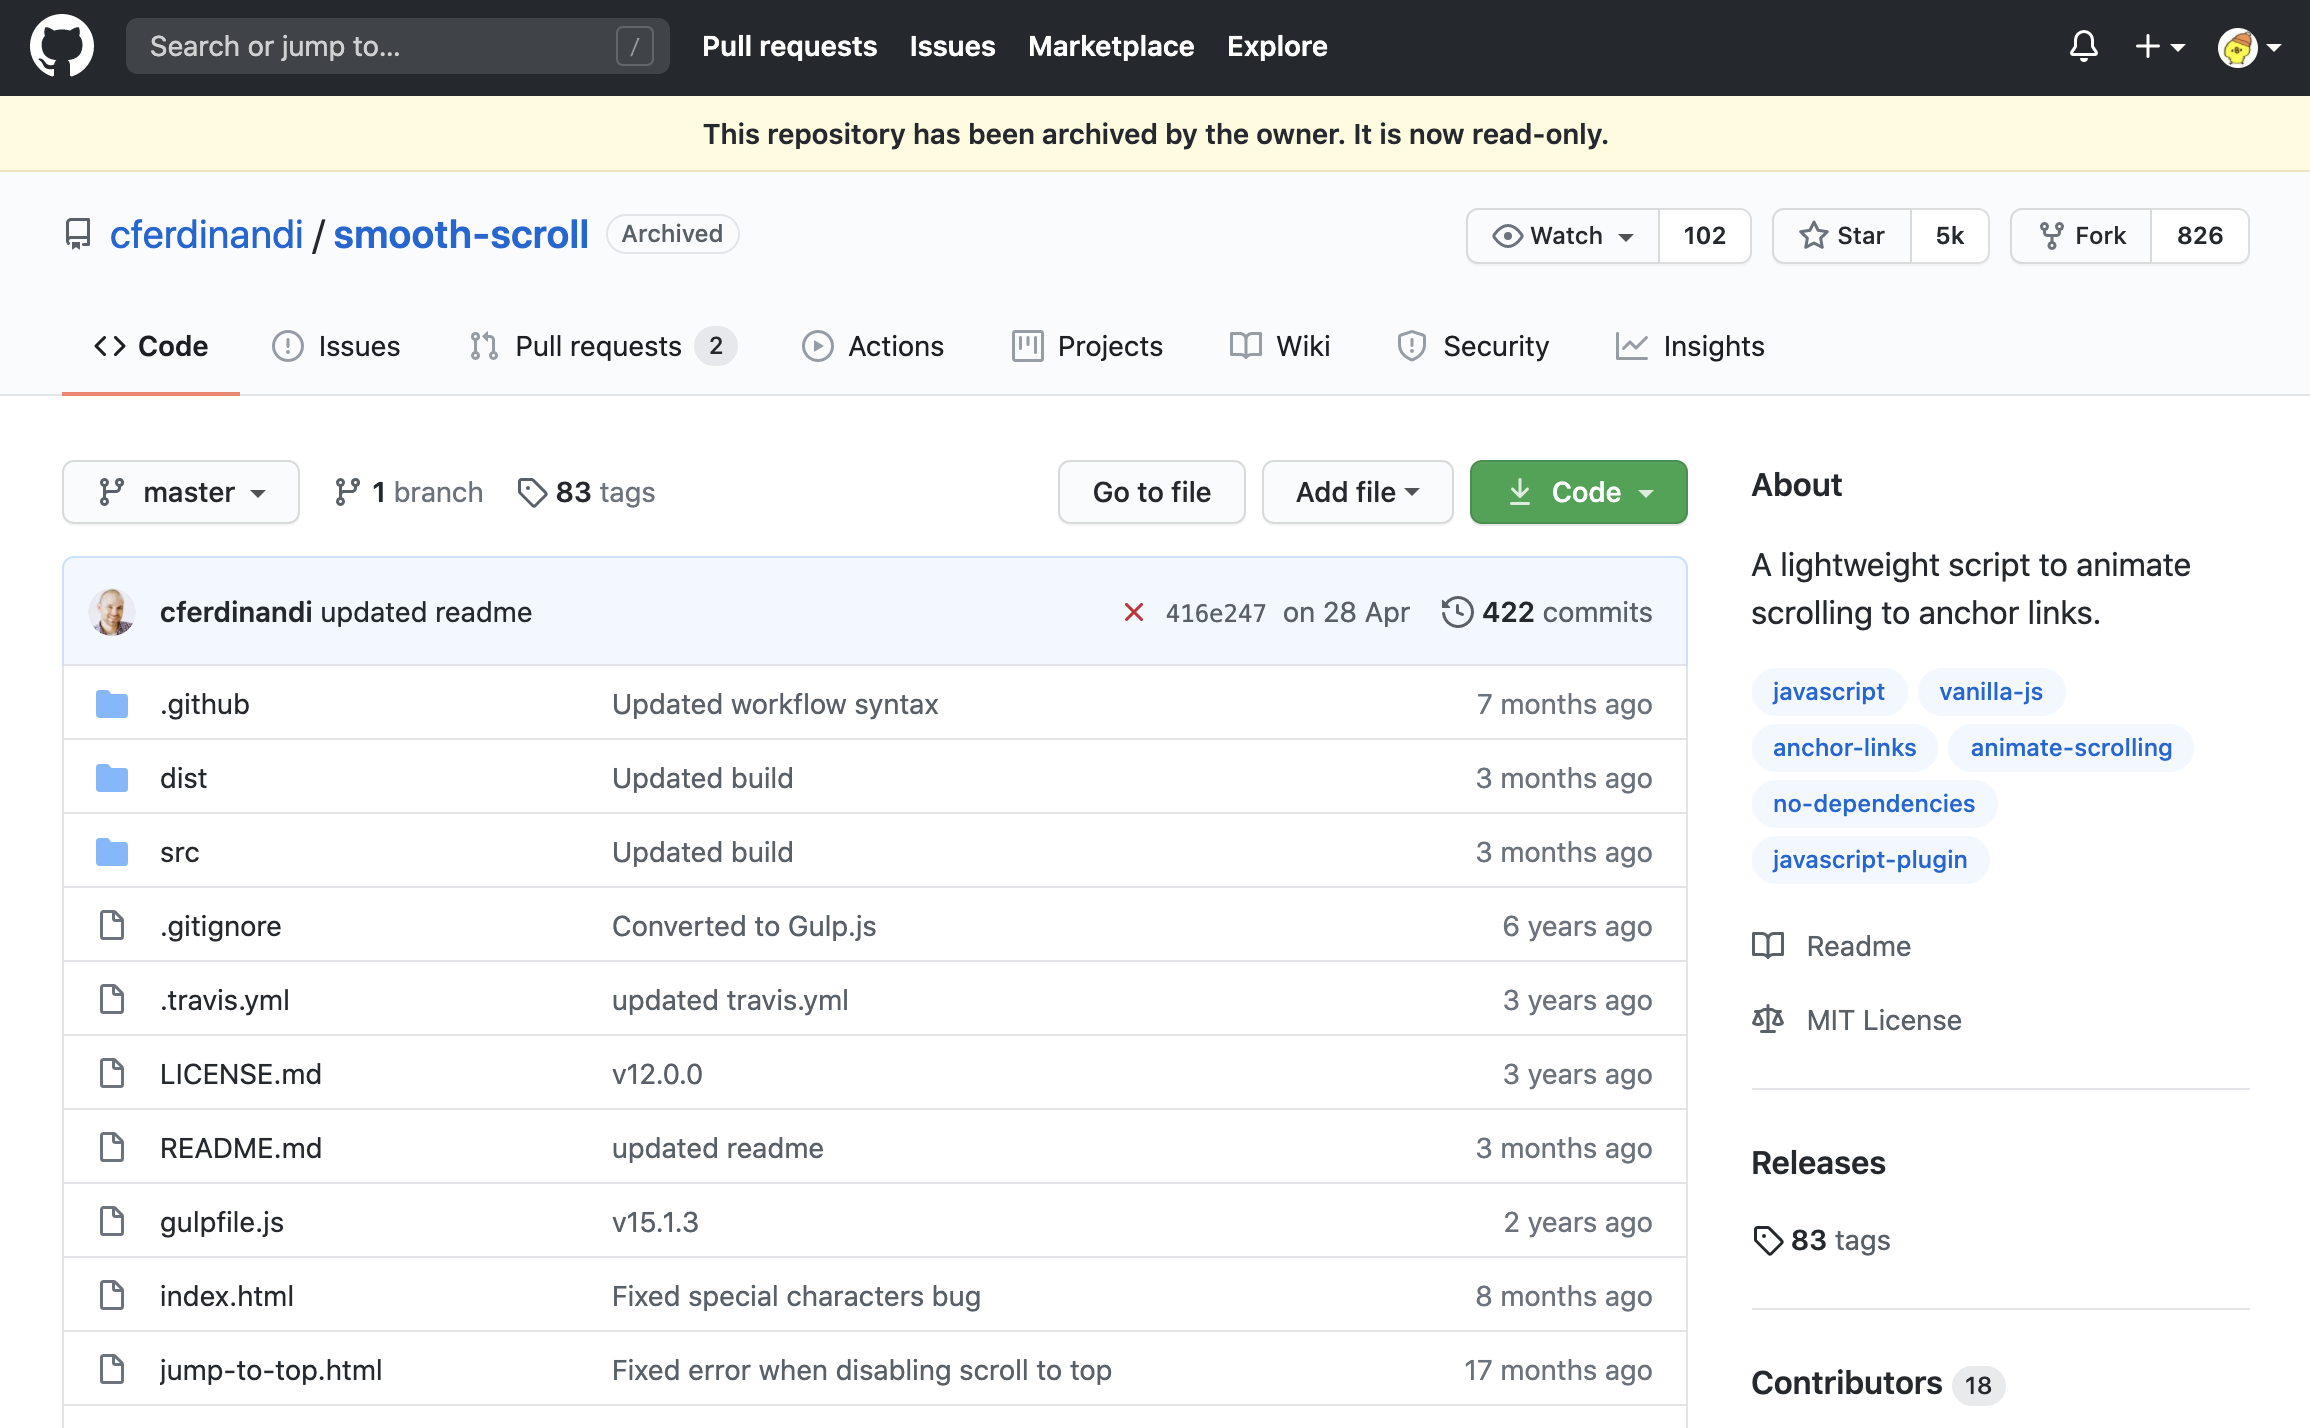 Search or jump to... /
Pull requests Issues Marketplace Explore
This repository has been archived by the owner. It is now read-only.
cferdinandi / smooth-scroll Archived
Watch 102 Star 5k Fork 826
Code Issues Pull requests 2 Actions Projects Wiki Security Insights
master 1 branch 83 tags Go to file Add file Code
cferdinandi updated readme 416e247 on 28 Apr 422 commits
.github Updated workflow syntax 7 months ago
dist Updated build 3 months ago
src Updated build 3 months ago
.gitignore Converted to Gulp.js 6 years ago
.travis.yml updated travis.yml 3 years ago
LICENSE.md v12.0.0 3 years ago
README.md updated readme 3 months ago
gulpfile.js v15.1.3 2 years ago
index.html Fixed special characters bug 8 months ago
jump-to-top.html Fixed error when disabling scroll to top 17 months ago
About
A lightweight script to animate
scrolling to anchor links.
javascript vanilla-js
anchor-links animate-scrolling
no-dependencies
javascript-plugin
Readme
MIT License
Releases
83 tags
Contributors 18